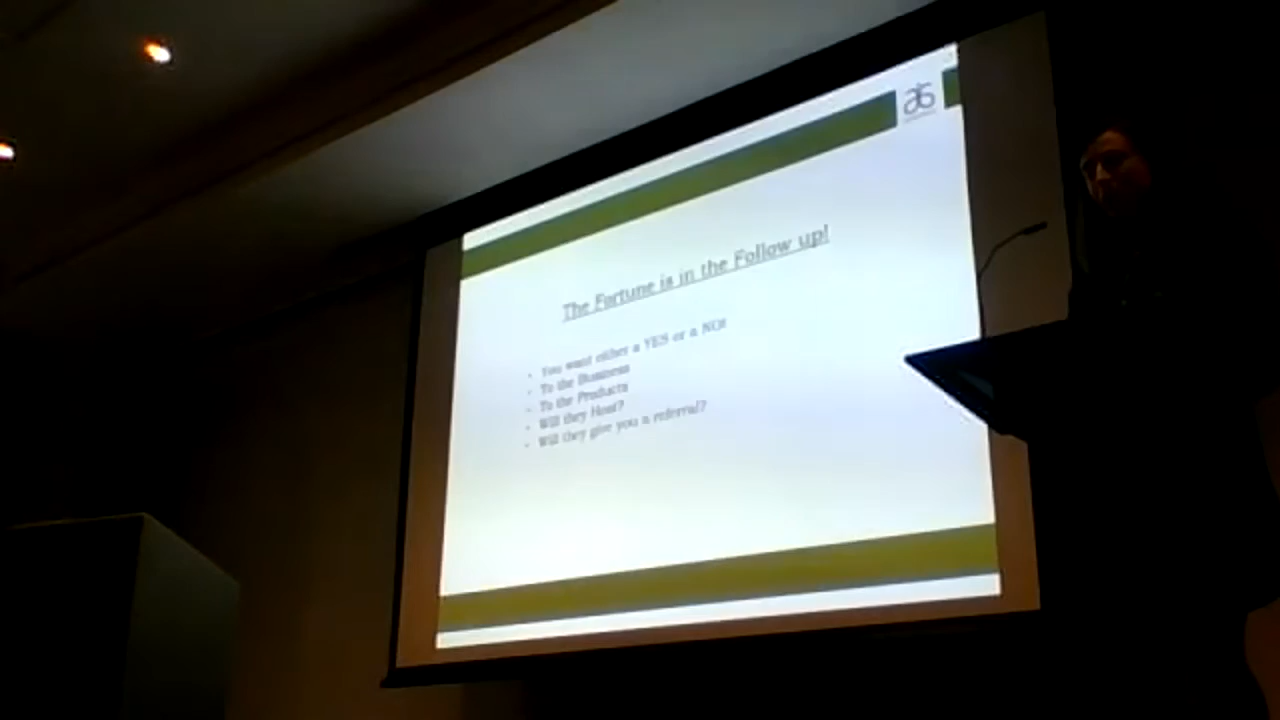 The Fortune is in the Follow up!
You want either a YES or a NO!
To the Business
To the Products
Will they Host?
Will they give you a referral?